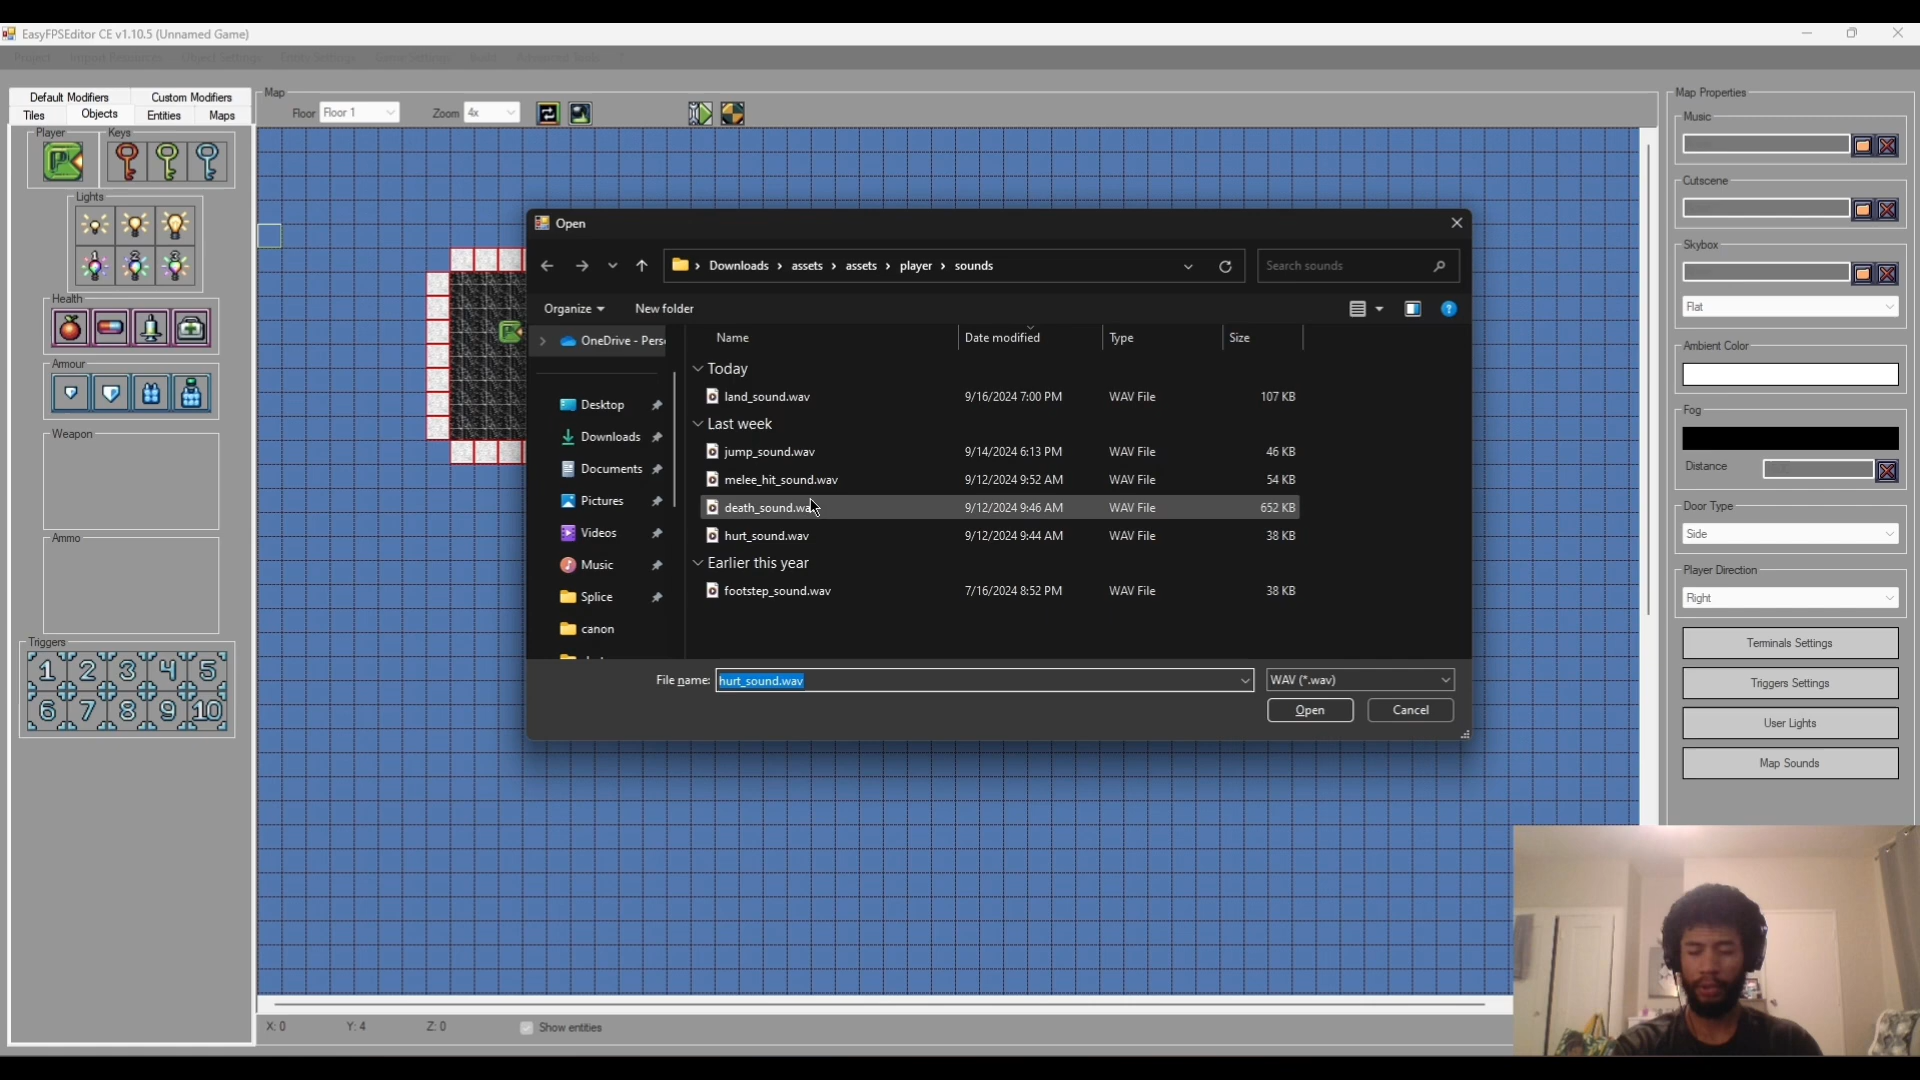 EasyFPSEditor CE v1.10.5 (Unnamed Game)
Project Import Resources Object Settings
Default Modifiers Custom Modifiers
Tiles Objects Entities Maps
Player Keys
Lights
Health
Amour
Weapon
Ammo
Triggers
1 2 3 4 5
6 7 8 9 10
Map
Floor Floor 1 Zoom 4x
Open
Downloads assets assets player sounds
Search sounds
Organize New folder
OneDrive - Pers
Desktop
Downloads
Documents
Pictures
Videos
Music
Splice
canon
Name Date modified Type Size
Today
land_sound.wav 9/16/2024 7:00 PM WAV File 107 KB
Last week
jump_sound.wav 9/14/2024 6:13 PM WAV File 46 KB
melee_hit_sound.wav 9/12/2024 9:52 AM WAV File 54 KB
death_sound.wav 9/12/2024 9:46 AM WAV File 652 KB
hurt_sound.wav 9/12/2024 9:44 AM WAV File 38 KB
Earlier this year
footstep_sound.wav 7/16/2024 8:52 PM WAV File 38 KB
File name: hurt_sound.wav WAV (*.wav)
Open Cancel
X: 0 Y: 4 Z: 0 Show entities
Map Properties
Music
Cutscene
Skybox
Flat
Ambient Color
Fog
Distance
Door Type
Side
Player Direction
Right
Terminals Settings
Triggers Settings
User Lights
Map Sounds